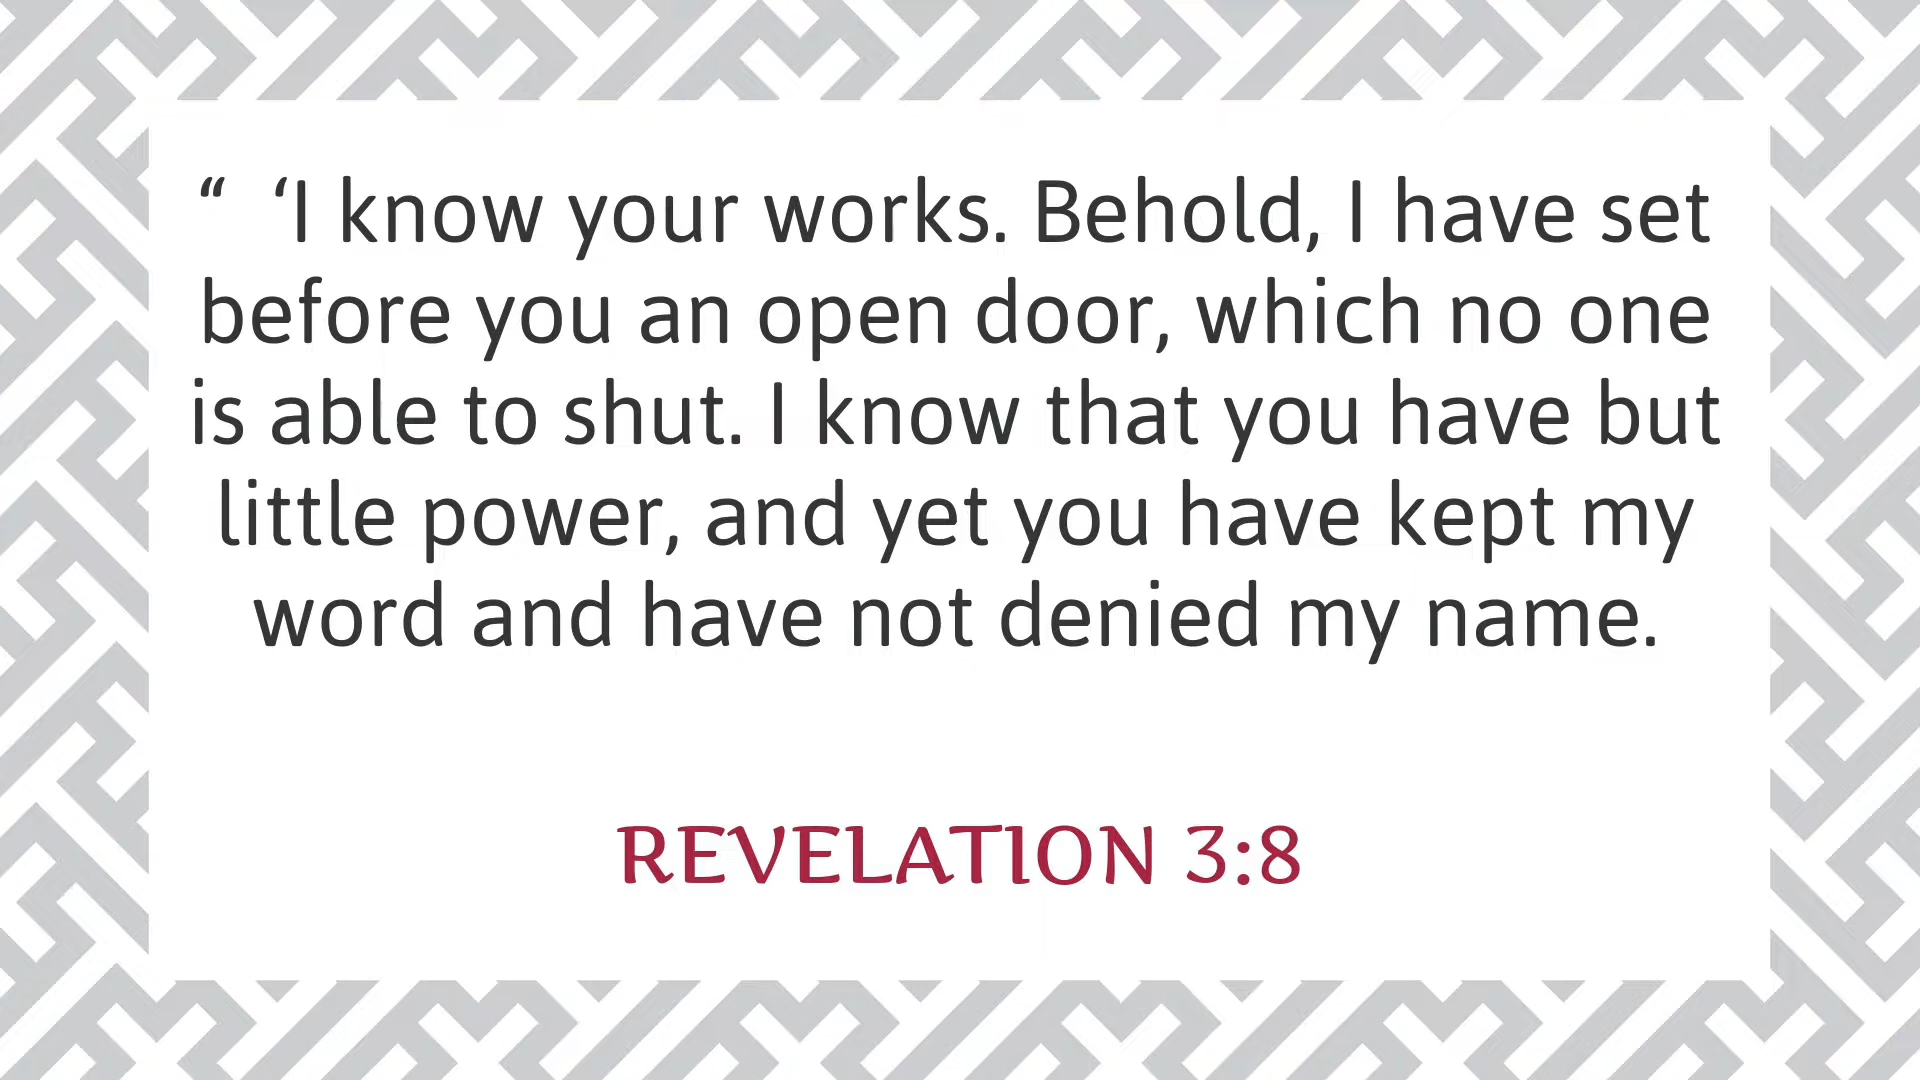 “ ‘I know your works. Behold, I have set
before you an open door, which no one
is able to shut. I know that you have but
little power, and yet you have kept my
word and have not denied my name.
REVELATION 3:8